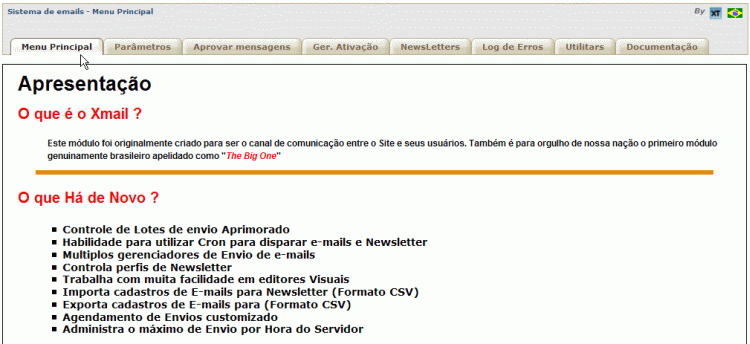 Sistema de emails - Menu Principal
By XT
Menu Principal Parâmetros Aprovar mensagens Ger. Ativação NewsLetters Log de Erros Utilitars Documentação
Apresentação
O que é o Xmail ?
Este módulo foi originalmente criado para ser o canal de comunicação entre o Site e seus usuários. Também é para orgulho de nossa nação o primeiro módulo
genuinamente brasileiro apelidado como "The Big One"
O que Há de Novo ?
Controle de Lotes de envio Aprimorado
Habilidade para utilizar Cron para disparar e-mails e Newsletter
Multiplos gerenciadores de Envio de e-mails
Controla perfis de Newsletter
Trabalha com muita facilidade em editores Visuais
Importa cadastros de E-mails para Newsletter (Formato CSV)
Exporta cadastros de E-mails para (Formato CSV)
Agendamento de Envios customizado
Administra o máximo de Envio por Hora do Servidor